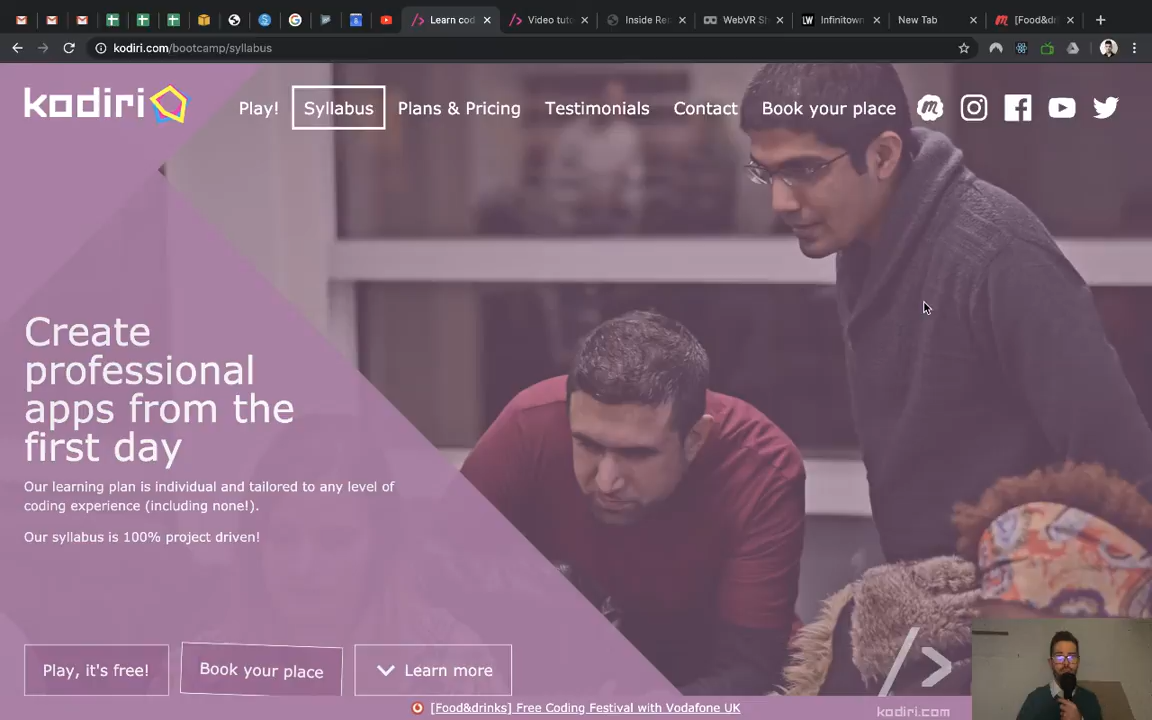 Learn cod
Video tuto
Inside Rea
WebVR Sh
Infinitown
New Tab
[Food&dr
kodiri.com/bootcamp/syllabus
kodiri
Play!
Syllabus
Plans & Pricing
Testimonials
Contact
Book your place
Create
professional
apps from the
first day
Our learning plan is individual and tailored to any level of
coding experience (including none!).
Our syllabus is 100% project driven!
Play, it's free!
Book your place
Learn more
[Food&drinks] Free Coding Festival with Vodafone UK
kodiri.com